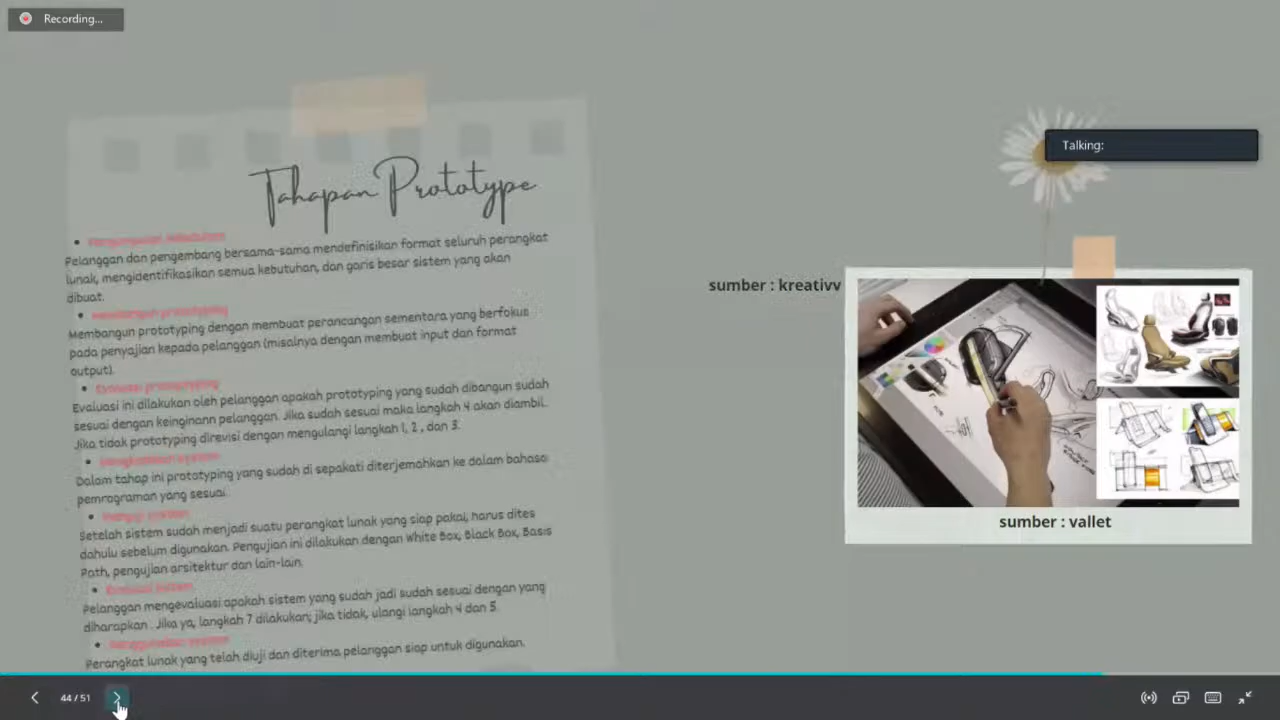 Recording...
Talking:
Tahapan Prototype
Pengumpulan kebutuhan
Pelanggan dan pengembang bersama-sama mendefinisikan format seluruh perangkat
lunak, mengidentifikasikan semua kebutuhan, dan garis besar sistem yang akan
dibuat.
Membangun prototyping
Membangun prototyping dengan membuat perancangan sementara yang berfokus
pada penyajian kepada pelanggan (misalnya dengan membuat input dan format
output).
Evaluasi prototyping
Evaluasi ini dilakukan oleh pelanggan apakah prototyping yang sudah dibangun sudah
sesuai dengan keinginann pelanggan. Jika sudah sesuai maka langkah 4 akan diambil.
Jika tidak prototyping direvisi dengan mengulangi langkah 1, 2 , dan 3.
Dalam tahap ini prototyping yang sudah di sepakati diterjemahkan ke dalam bahasa
pemrograman yang sesuai.
Setelah sistem sudah menjadi suatu perangkat lunak yang siap pakai, harus dites
dahulu sebelum digunakan. Pengujian ini dilakukan dengan White Box, Black Box, Basis
Path, pengujian arsitektur dan lain-lain.
Pelanggan mengevaluasi apakah sistem yang sudah jadi sudah sesuai dengan yang
diharapkan . Jika ya, langkah 7 dilakukan; jika tidak, ulangi langkah 4 dan 5.
Perangkat lunak yang telah diuji dan diterima pelanggan siap untuk digunakan.
sumber : kreativv
sumber : vallet
44 / 51